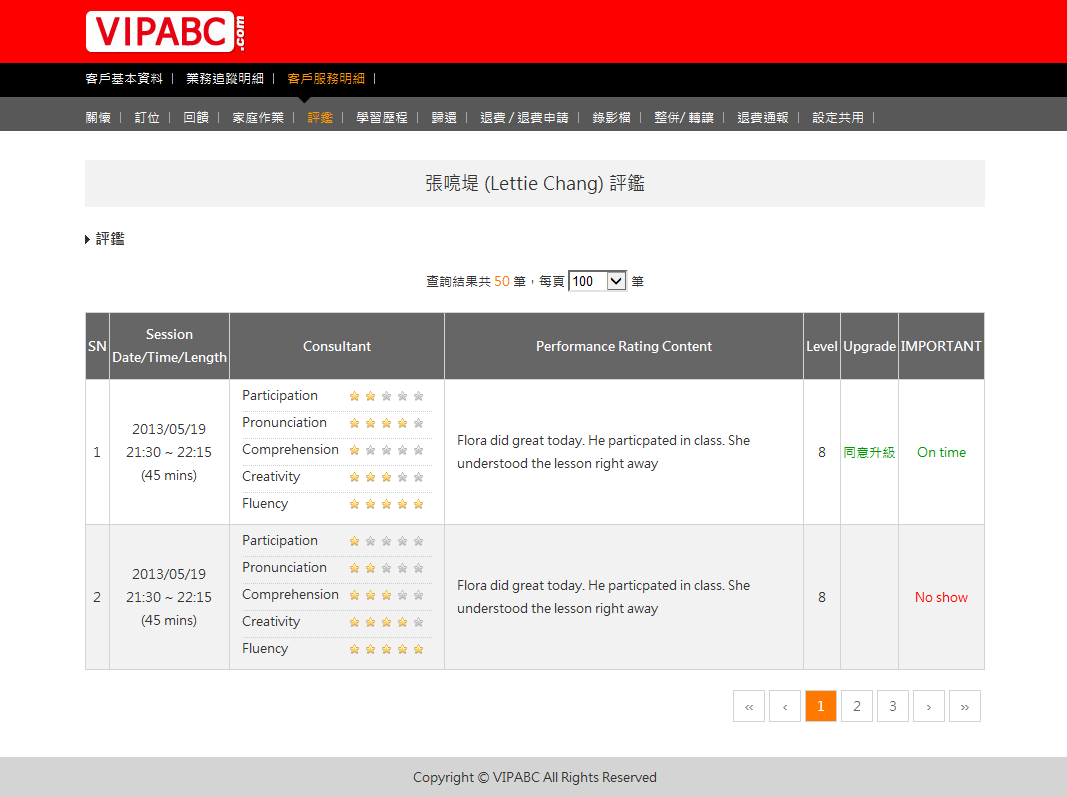 VIPABC.com
客戶基本資料 | 業務追蹤明細 | 客戶服務明細 |
關懷 | 訂位 | 回饋 | 家庭作業 | 評鑑 | 學習歷程 | 歸還 | 退費 / 退費申請 | 錄影檔 | 整併/ 轉讓 | 退費通報 | 設定共用 |
張喨堤 (Lettie Chang) 評鑑
評鑑
查詢結果共 50 筆，每頁 100 筆
SN Session Date/Time/Length Consultant Performance Rating Content Level Upgrade IMPORTANT
1
2013/05/19
21:30 ~ 22:15
(45 mins)
Participation
Pronunciation
Comprehension
Creativity
Fluency
Flora did great today. He particpated in class. She
understood the lesson right away
8
同意升級
On time
2
2013/05/19
21:30 ~ 22:15
(45 mins)
Participation
Pronunciation
Comprehension
Creativity
Fluency
Flora did great today. He particpated in class. She
understood the lesson right away
8
No show
‹‹ ‹ 1 2 3 › ››
Copyright © VIPABC All Rights Reserved